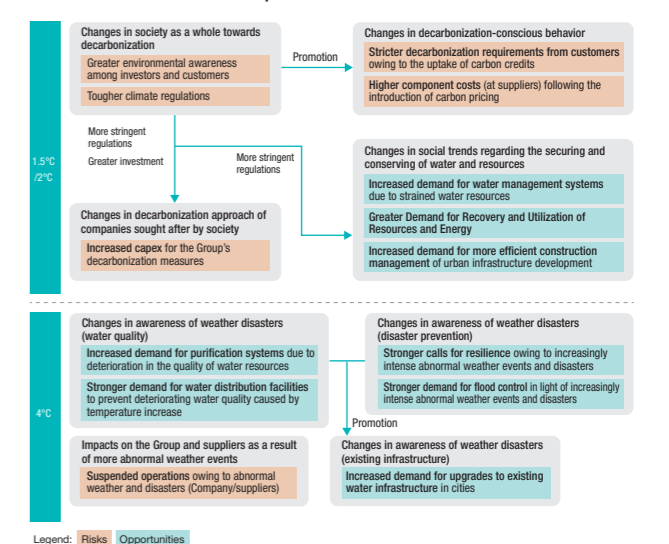 Changes in society as a whole towards
decarbonization
Greater environmental awareness
among investors and customers
Tougher climate regulations
Promotion
Changes in decarbonization-conscious behavior
Stricter decarbonization requirements from customers
owing to the uptake of carbon credits
Higher component costs (at suppliers) following the
introduction of carbon pricing
1.5°C
/2°C
More stringent
regulations
Greater investment
More stringent
regulations
Changes in social trends regarding the securing and
conserving of water and resources
Increased demand for water management systems
due to strained water resources
Greater Demand for Recovery and Utilization of
Resources and Energy
Increased demand for more efficient construction
management of urban infrastructure development
Changes in decarbonization approach of
companies sought after by society
Increased capex for the Group's
decarbonization measures
4°C
Changes in awareness of weather disasters
(water quality)
Increased demand for purification systems due to
deterioration in the quality of water resources
Stronger demand for water distribution facilities
to prevent deteriorating water quality caused by
temperature increase
Changes in awareness of weather disasters
(disaster prevention)
Stronger calls for resilience owing to increasingly
intense abnormal weather events and disasters
Stronger demand for flood control in light of increasingly
intense abnormal weather events and disasters
Promotion
Impacts on the Group and suppliers as a result
of more abnormal weather events
Suspended operations owing to abnormal
weather and disasters (Company/suppliers)
Changes in awareness of weather disasters
(existing infrastructure)
Increased demand for upgrades to existing
water infrastructure in cities
Legend: Risks Opportunities